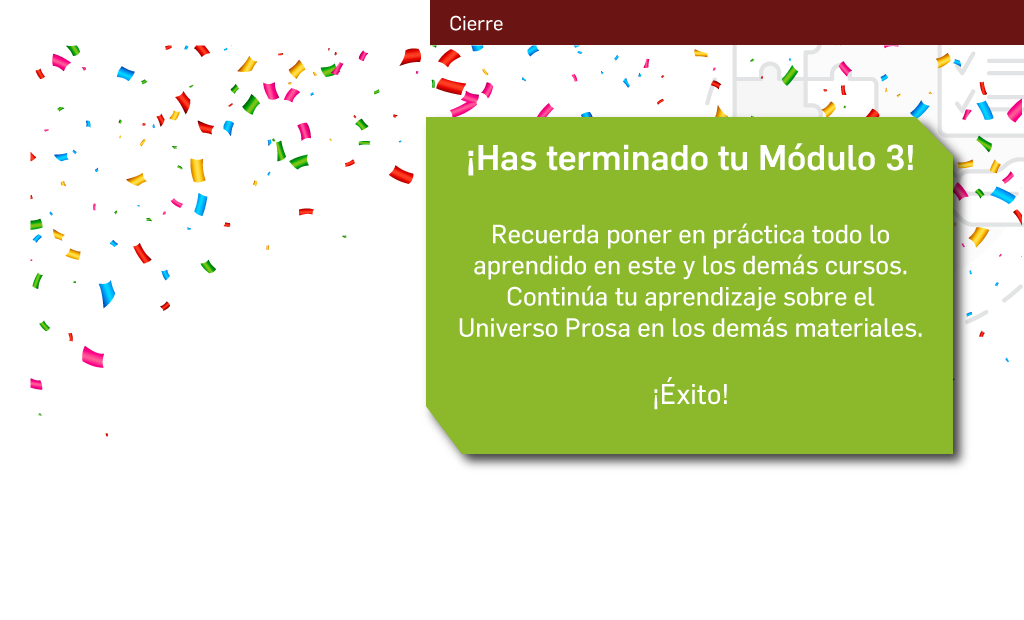 Cierre
¡Has terminado tu Módulo 3!
Recuerda poner en práctica todo lo
aprendido en este y los demás cursos.
Continúa tu aprendizaje sobre el
Universo Prosa en los demás materiales.
¡Éxito!